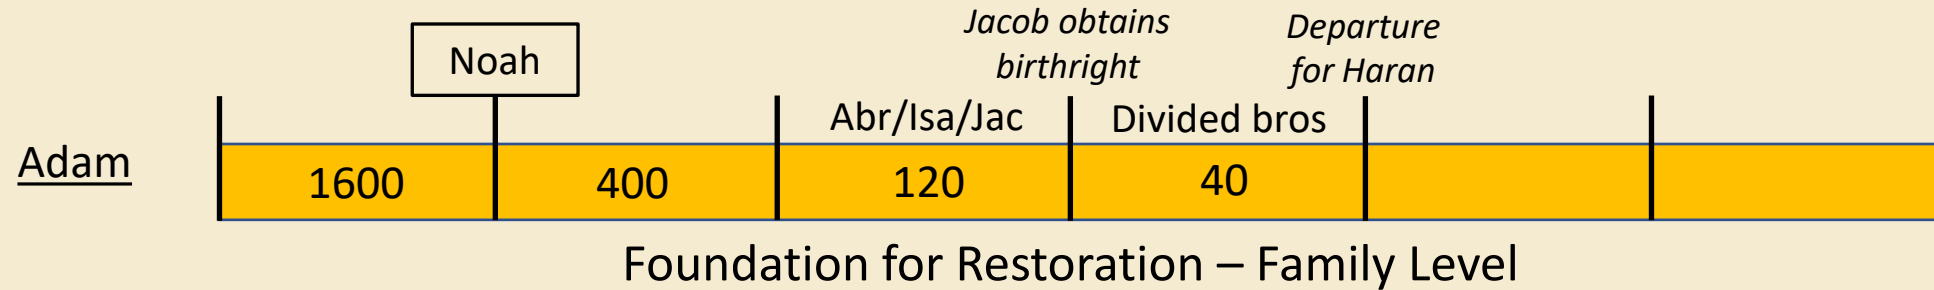 Jacob obtains
birthright
Departure
for Haran
Noah
Abr/Isa/Jac
Divided bros
Adam
1600
400
120
40
Foundation for Restoration – Family Level